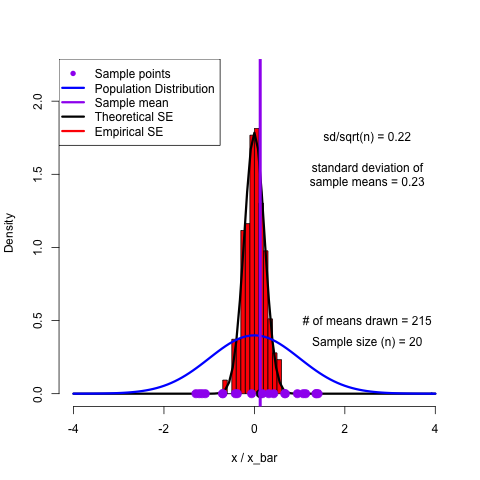 Sample points
Population Distribution
Sample mean
Theoretical SE
Empirical SE
sd/sqrt(n) = 0.22
standard deviation of
sample means = 0.23
# of means drawn = 215
Sample size (n) = 20
Density
0.0
0.5
1.0
1.5
2.0
-4
-2
0
2
4
x / x_bar